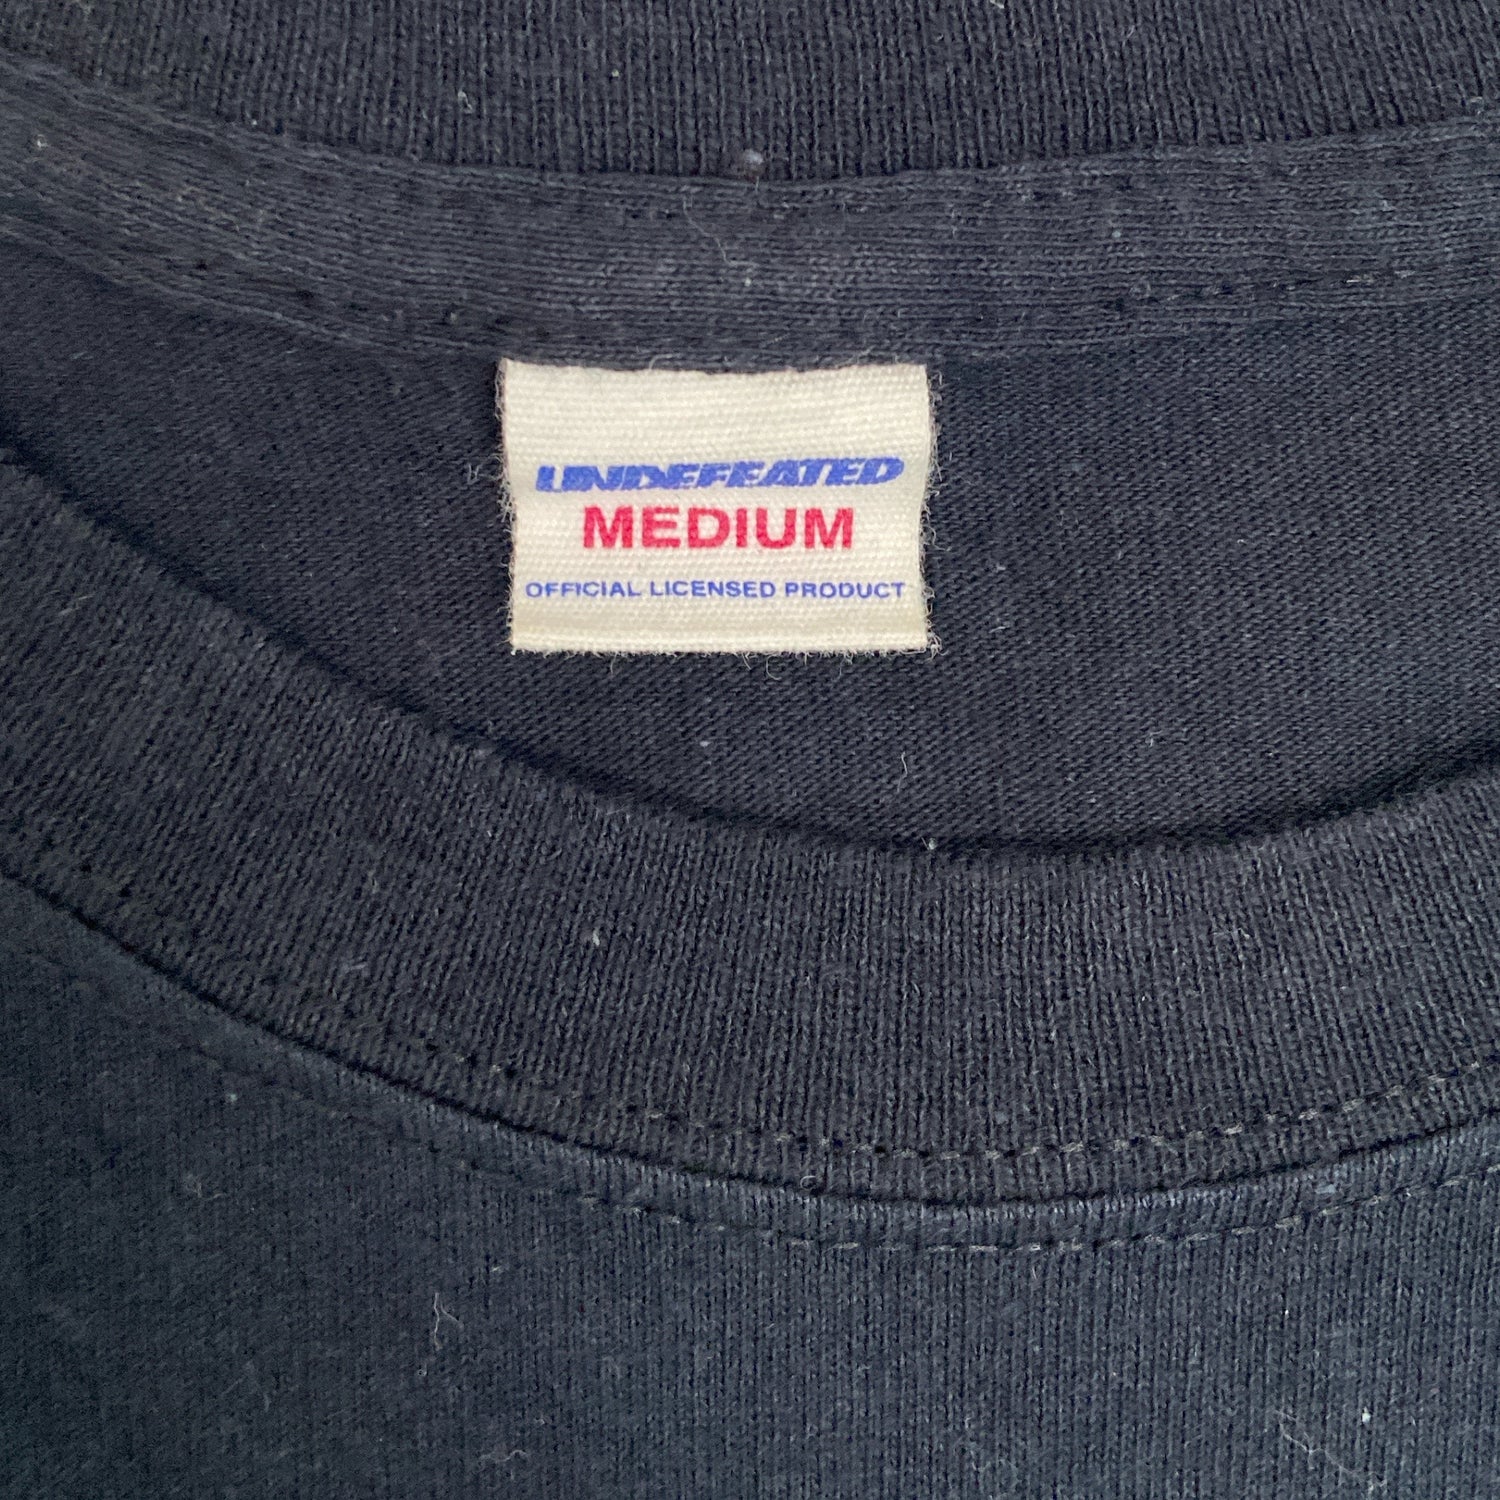 UNDEFEATED
MEDIUM
OFFICIAL LICENSED PRODUCT